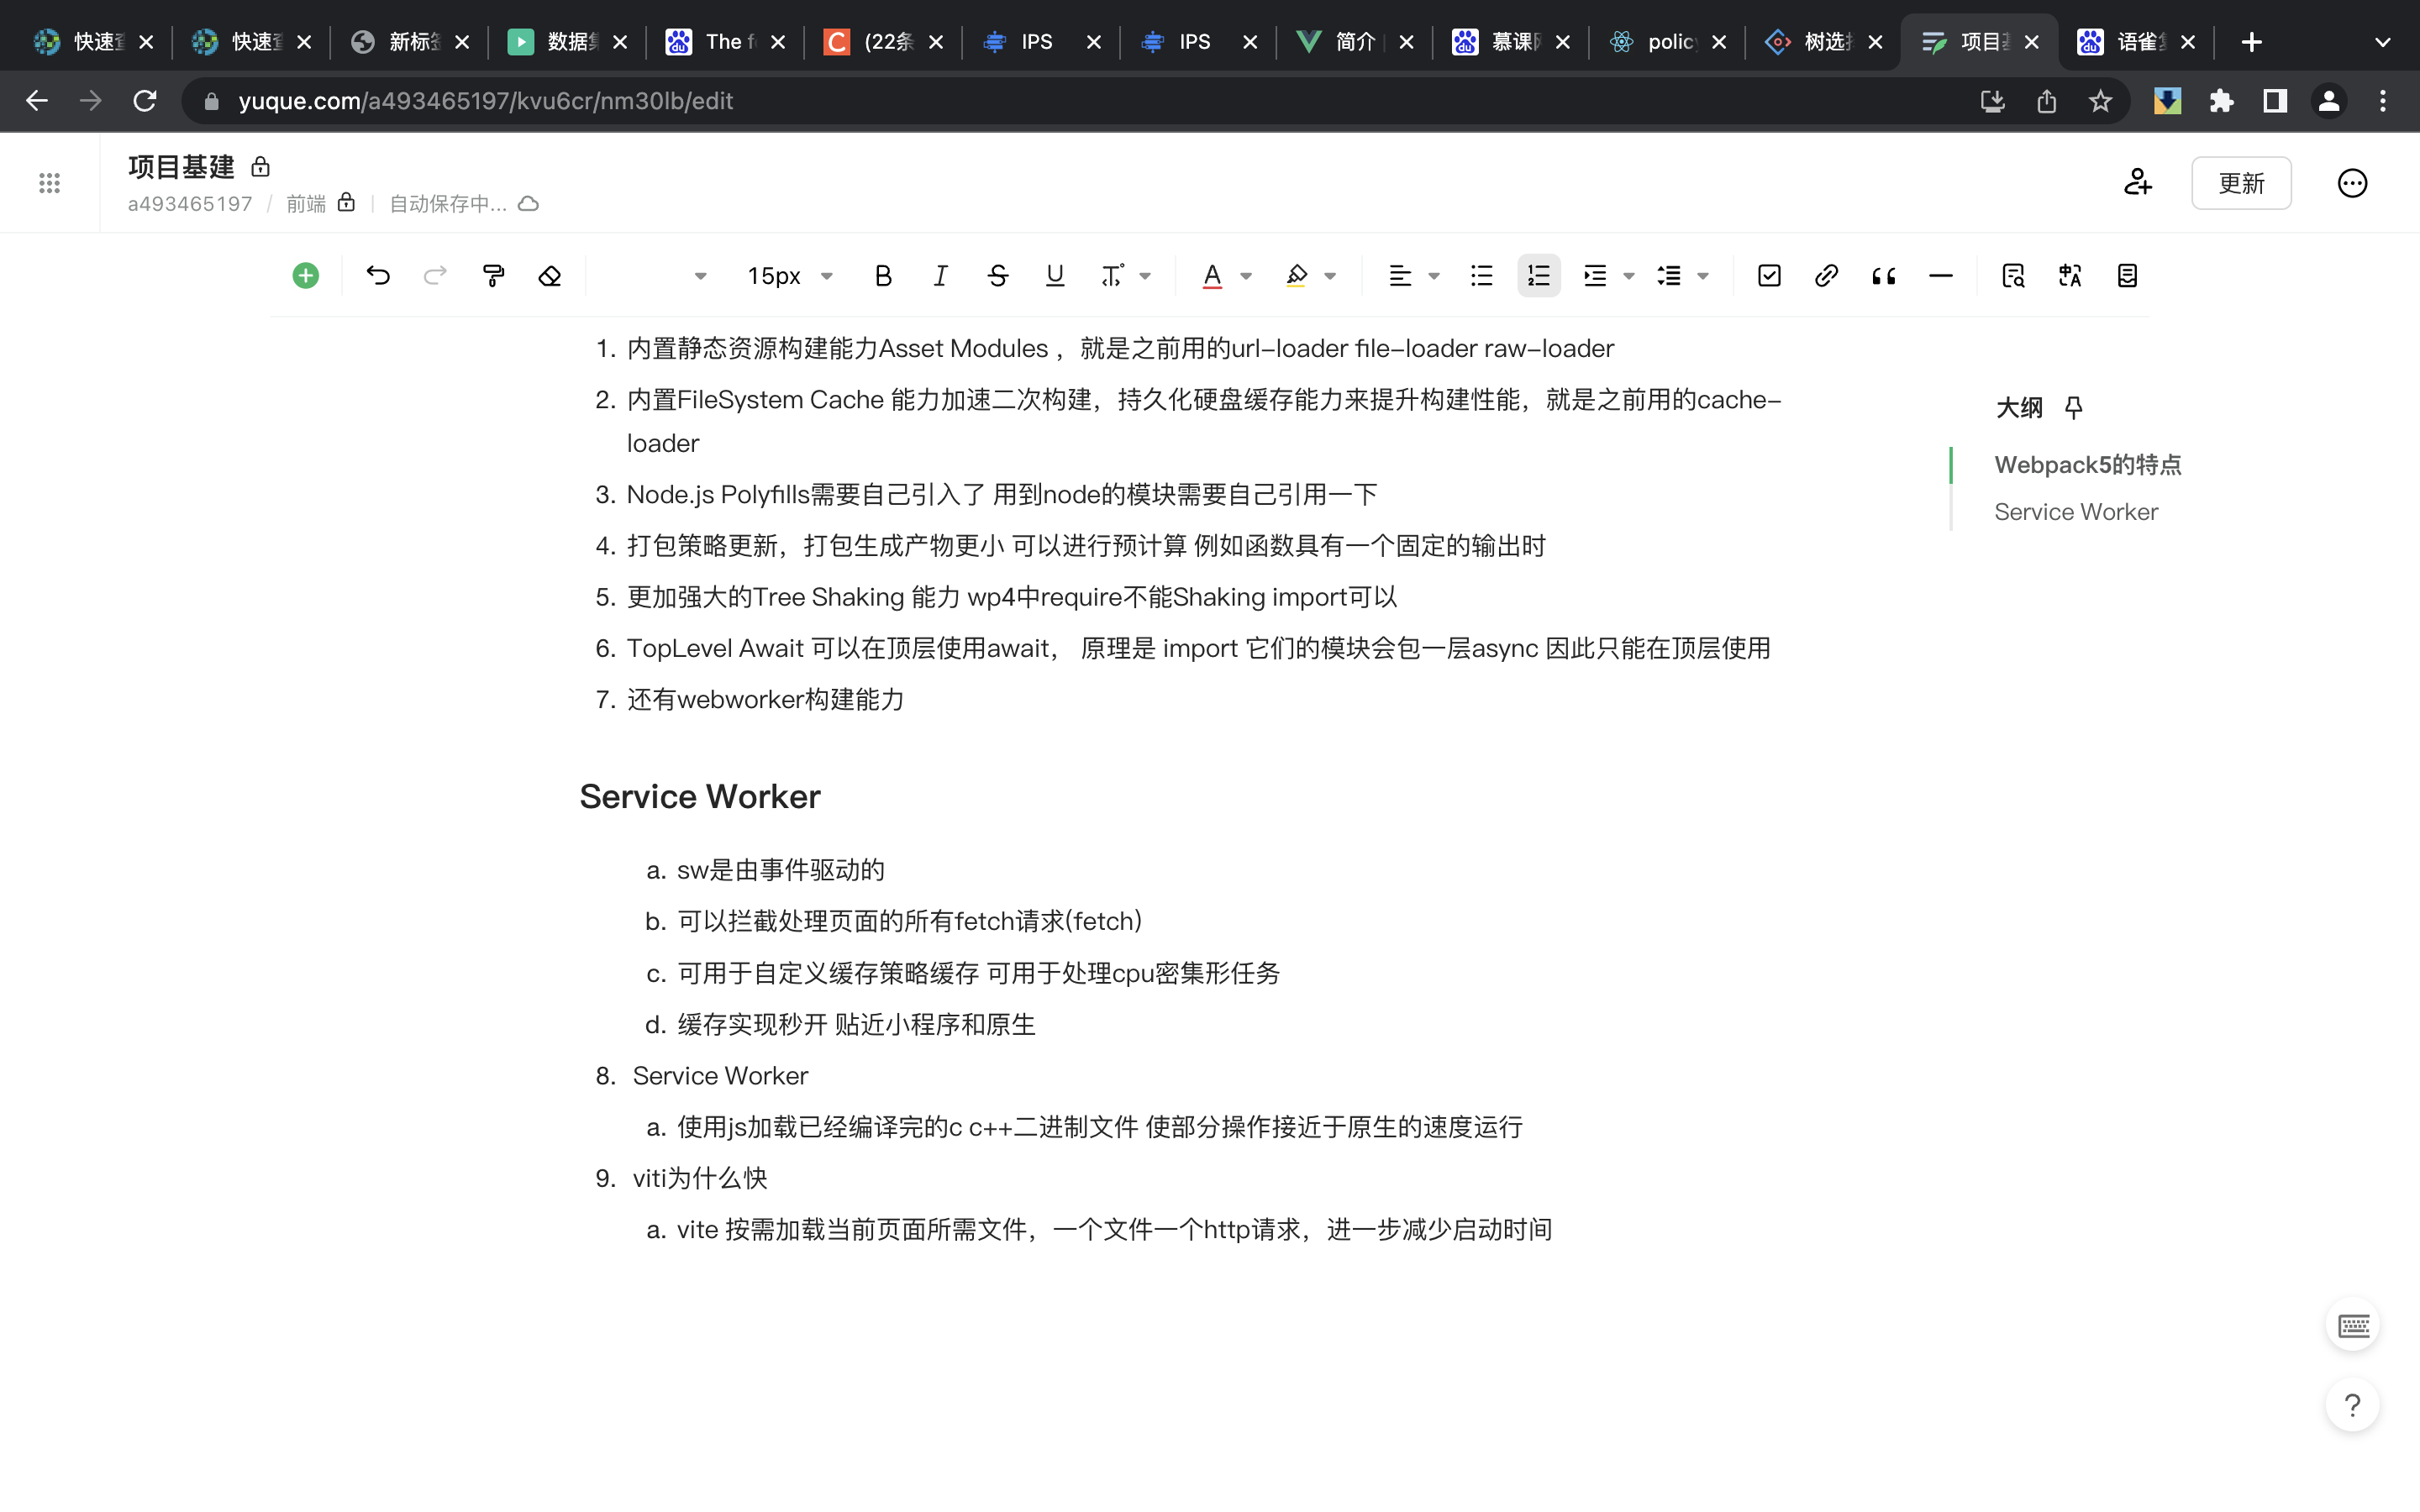 快速查
快速查
新标签
数据集
The f
(22条
IPS
IPS
简介
慕课网
policy
树选择
项目基
语雀
yuque.com/a493465197/kvu6cr/nm30lb/edit
项目基建
a493465197 / 前端 | 自动保存中...
更新
15px
1. 内置静态资源构建能力Asset Modules ，就是之前用的url-loader file-loader raw-loader
2. 内置FileSystem Cache 能力加速二次构建，持久化硬盘缓存能力来提升构建性能，就是之前用的cache-
loader
3. Node.js Polyfills需要自己引入了 用到node的模块需要自己引用一下
4. 打包策略更新，打包生成产物更小 可以进行预计算 例如函数具有一个固定的输出时
5. 更加强大的Tree Shaking 能力 wp4中require不能Shaking import可以
6. TopLevel Await 可以在顶层使用await， 原理是 import 它们的模块会包一层async 因此只能在顶层使用
7. 还有webworker构建能力
Service Worker
a. sw是由事件驱动的
b. 可以拦截处理页面的所有fetch请求(fetch)
c. 可用于自定义缓存策略缓存 可用于处理cpu密集形任务
d. 缓存实现秒开 贴近小程序和原生
8. Service Worker
a. 使用js加载已经编译完的c c++二进制文件 使部分操作接近于原生的速度运行
9. viti为什么快
a. vite 按需加载当前页面所需文件，一个文件一个http请求，进一步减少启动时间
大纲
Webpack5的特点
Service Worker